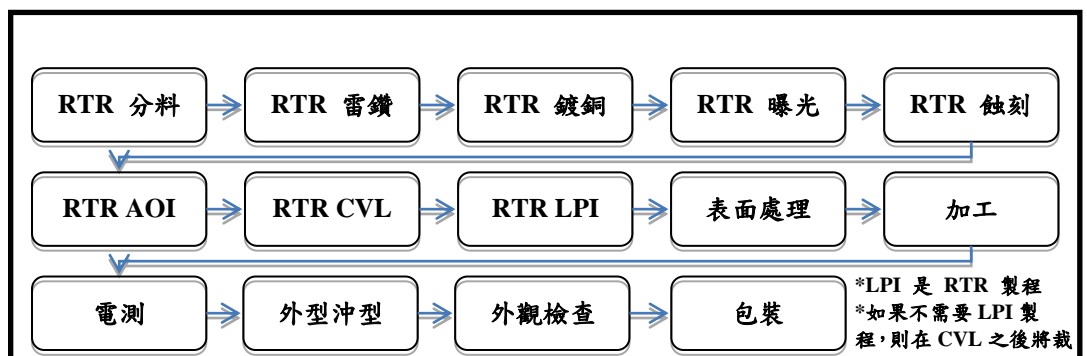 RTR 分料
RTR 雷鑽
RTR 鍍銅
RTR 曝光
RTR 蝕刻
RTR AOI
RTR CVL
RTR LPI
表面處理
加工
電測
外型沖型
外觀檢查
包裝
*LPI 是 RTR 製程
*如果不需要 LPI 製
程，則在 CVL 之後將裁